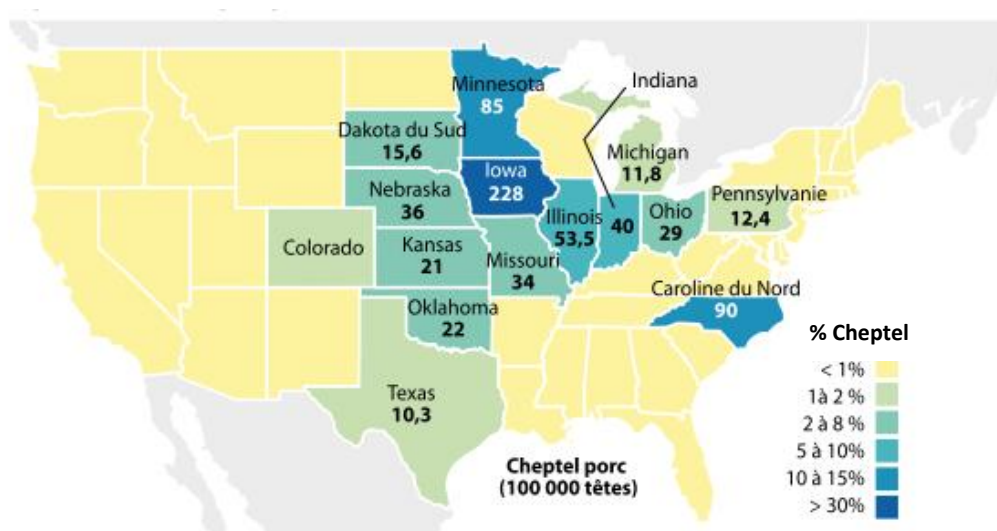 Indiana
Minnesota
85
Dakota du Sud
15,6
Michigan
11,8
Iowa
228
Nebraska
36
Pennsylvanie
12,4
Illinois
53,5
40
Ohio
29
Colorado
Kansas
21
Missouri
34
Caroline du Nord
90
Oklahoma
22
Texas
10,3
% Cheptel
< 1%
1à 2 %
2 à 8 %
5 à 10%
10 à 15%
> 30%
Cheptel porc
(100 000 têtes)